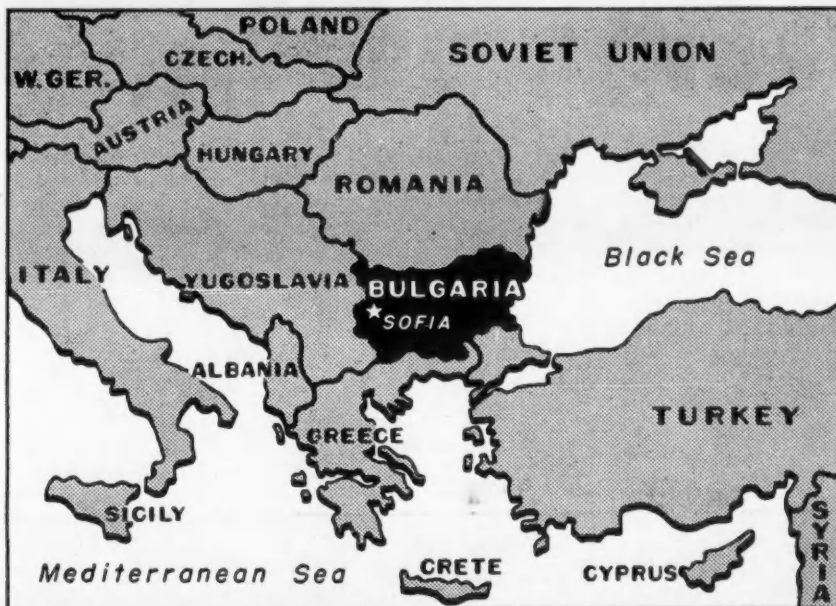 POLAND
SOVIET UNION
CZECH.
W.GER.
AUSTRIA
HUNGARY
ROMANIA
Black Sea
ITALY
YUGOSLAVIA
BULGARIA
SOFIA
ALBANIA
TURKEY
GREECE
SICILY
SYRIA
CRETE
CYPRUS
Mediterranean Sea